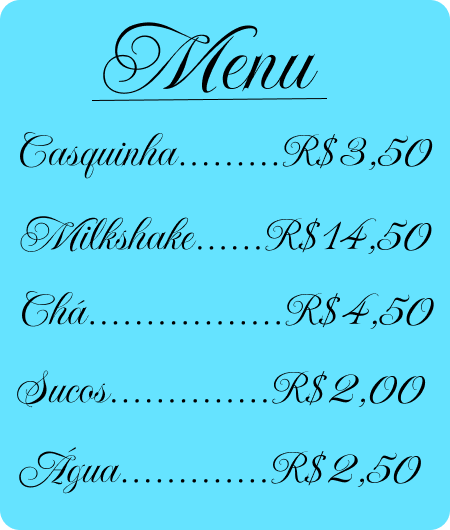 Menu
Casquinha.........R$3,50
Milkshake......R$14,50
Chá.................R$4,50
Sucos..............R$2,00
Água.............R$2,50